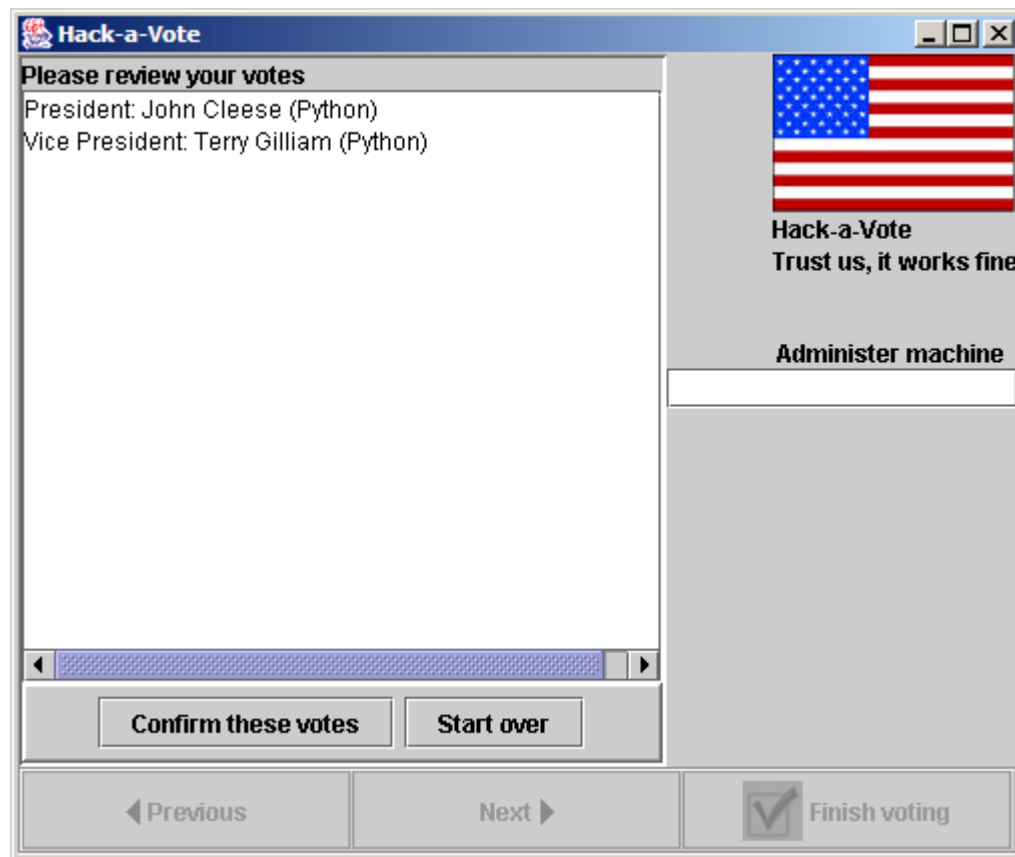 Hack-a-Vote
Please review your votes
President: John Cleese (Python)
Vice President: Terry Gilliam (Python)
Hack-a-Vote
Trust us, it works fine
Administer machine
Confirm these votes
Start over
Previous
Next
Finish voting